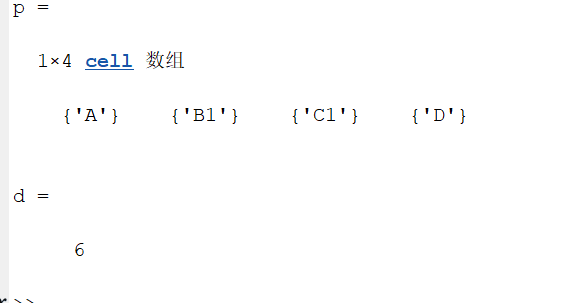 p =
1×4 cell 数组
{'A'} {'B1'} {'C1'} {'D'}
d =
6
>>